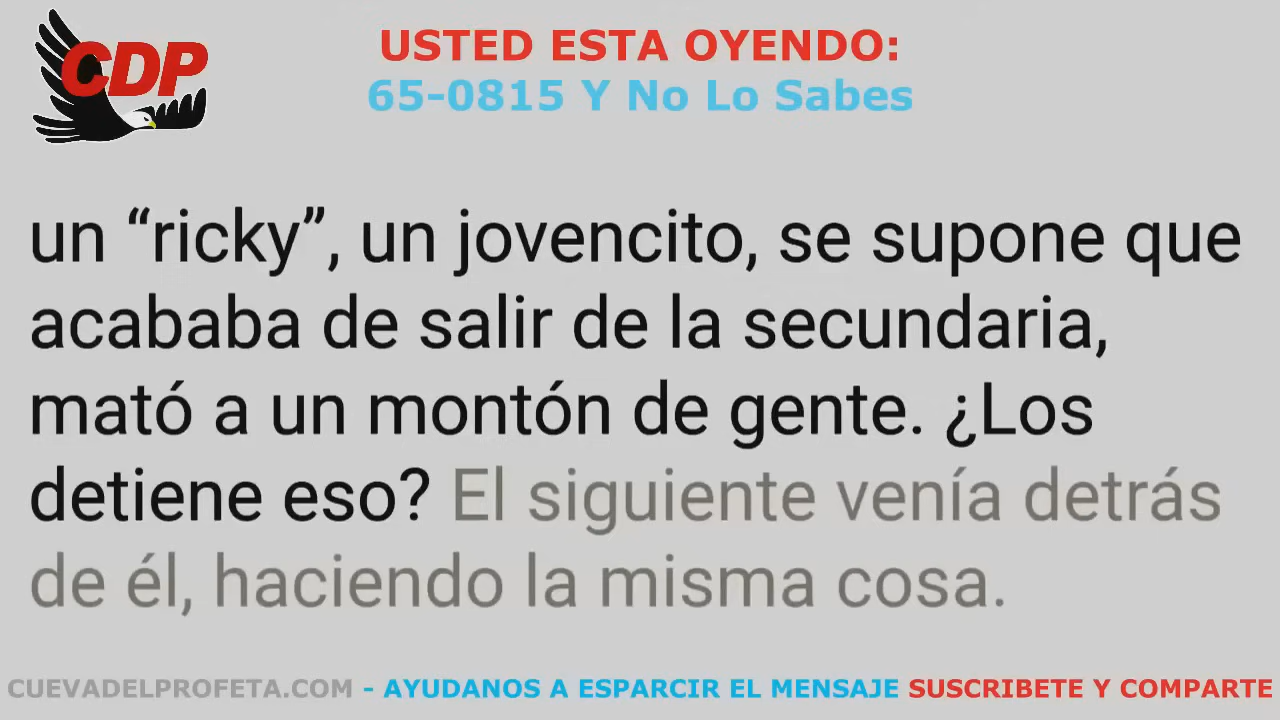 CDP
USTED ESTA OYENDO:
65-0815 Y No Lo Sabes
un “ricky”, un jovencito, se supone que
acababa de salir de la secundaria,
mató a un montón de gente. ¿Los
detiene eso? El siguiente venía detrás
de él, haciendo la misma cosa.
CUEVADELPROFETA.COM - AYUDANOS A ESPARCIR EL MENSAJE SUSCRIBETE Y COMPARTE